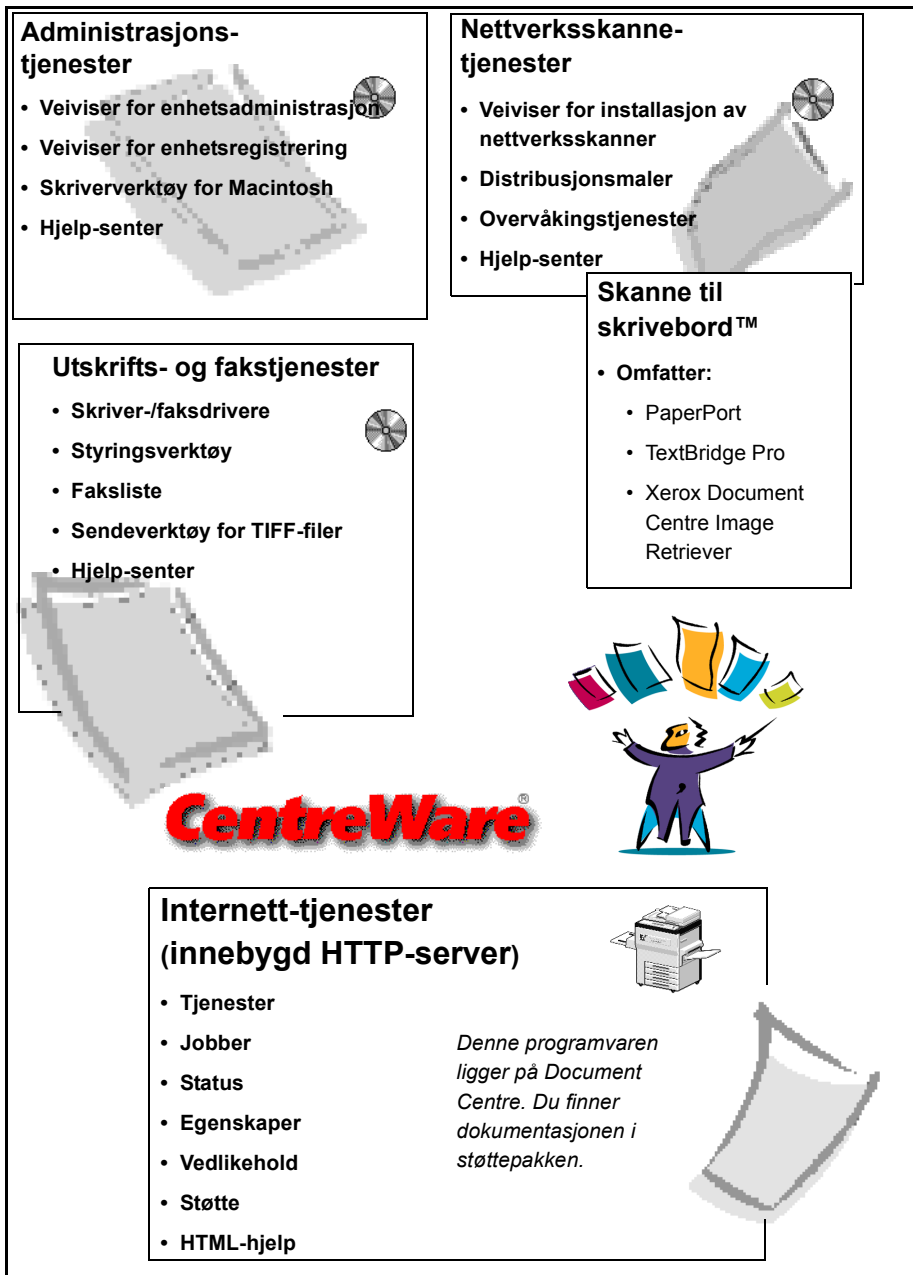 Administrasjons-
tjenester
• Veiviser for enhetsadministrasjon
• Veiviser for enhetsregistrering
• Skriververktøy for Macintosh
• Hjelp-senter
Nettverksskanne-
tjenester
• Veiviser for installasjon av
nettverksskanner
• Distribusjonsmaler
• Overvåkingstjenester
• Hjelp-senter
Skanne til
skrivebord™
• Omfatter:
• PaperPort
• TextBridge Pro
• Xerox Document
Centre Image
Retriever
Utskrifts- og fakstjenester
• Skriver-/faksdrivere
• Styringsverktøy
• Faksliste
• Sendeverktøy for TIFF-filer
• Hjelp-senter
CentreWare®
Internett-tjenester
(innebygd HTTP-server)
• Tjenester
• Jobber
• Status
• Egenskaper
• Vedlikehold
• Støtte
• HTML-hjelp
Denne programvaren
ligger på Document
Centre. Du finner
dokumentasjonen i
støttepakken.